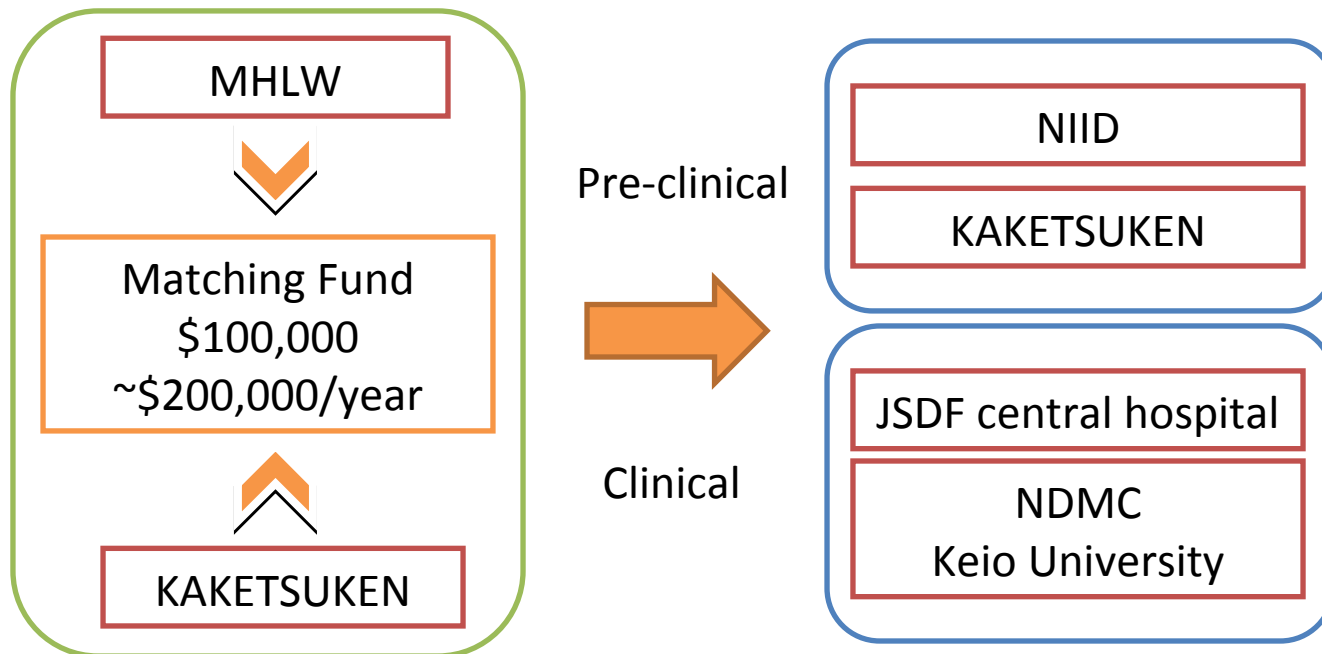 MHLW
Matching Fund
$100,000
~$200,000/year
KAKETSUKEN
Pre-clinical
Clinical
NIID
KAKETSUKEN
JSDF central hospital
NDMC
Keio University